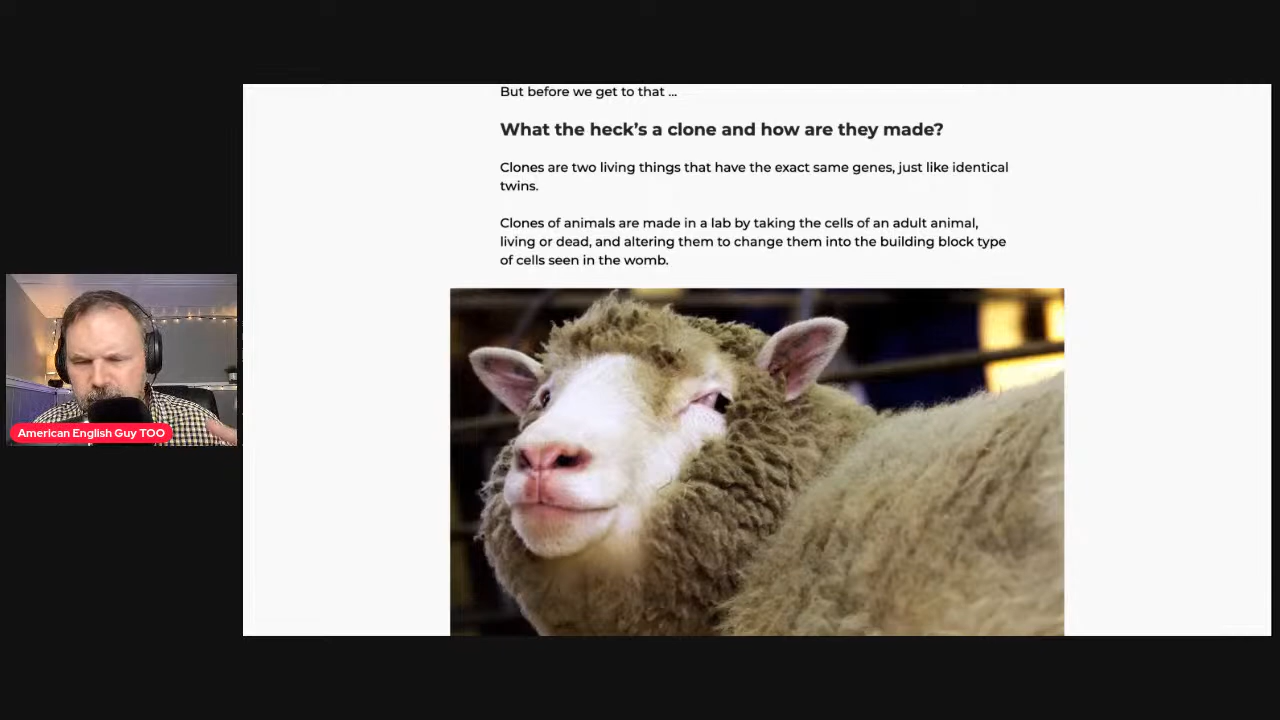 But before we get to that ...
What the heck's a clone and how are they made?
Clones are two living things that have the exact same genes, just like identical
twins.
Clones of animals are made in a lab by taking the cells of an adult animal,
living or dead, and altering them to change them into the building block type
of cells seen in the womb.
American English Guy TOO